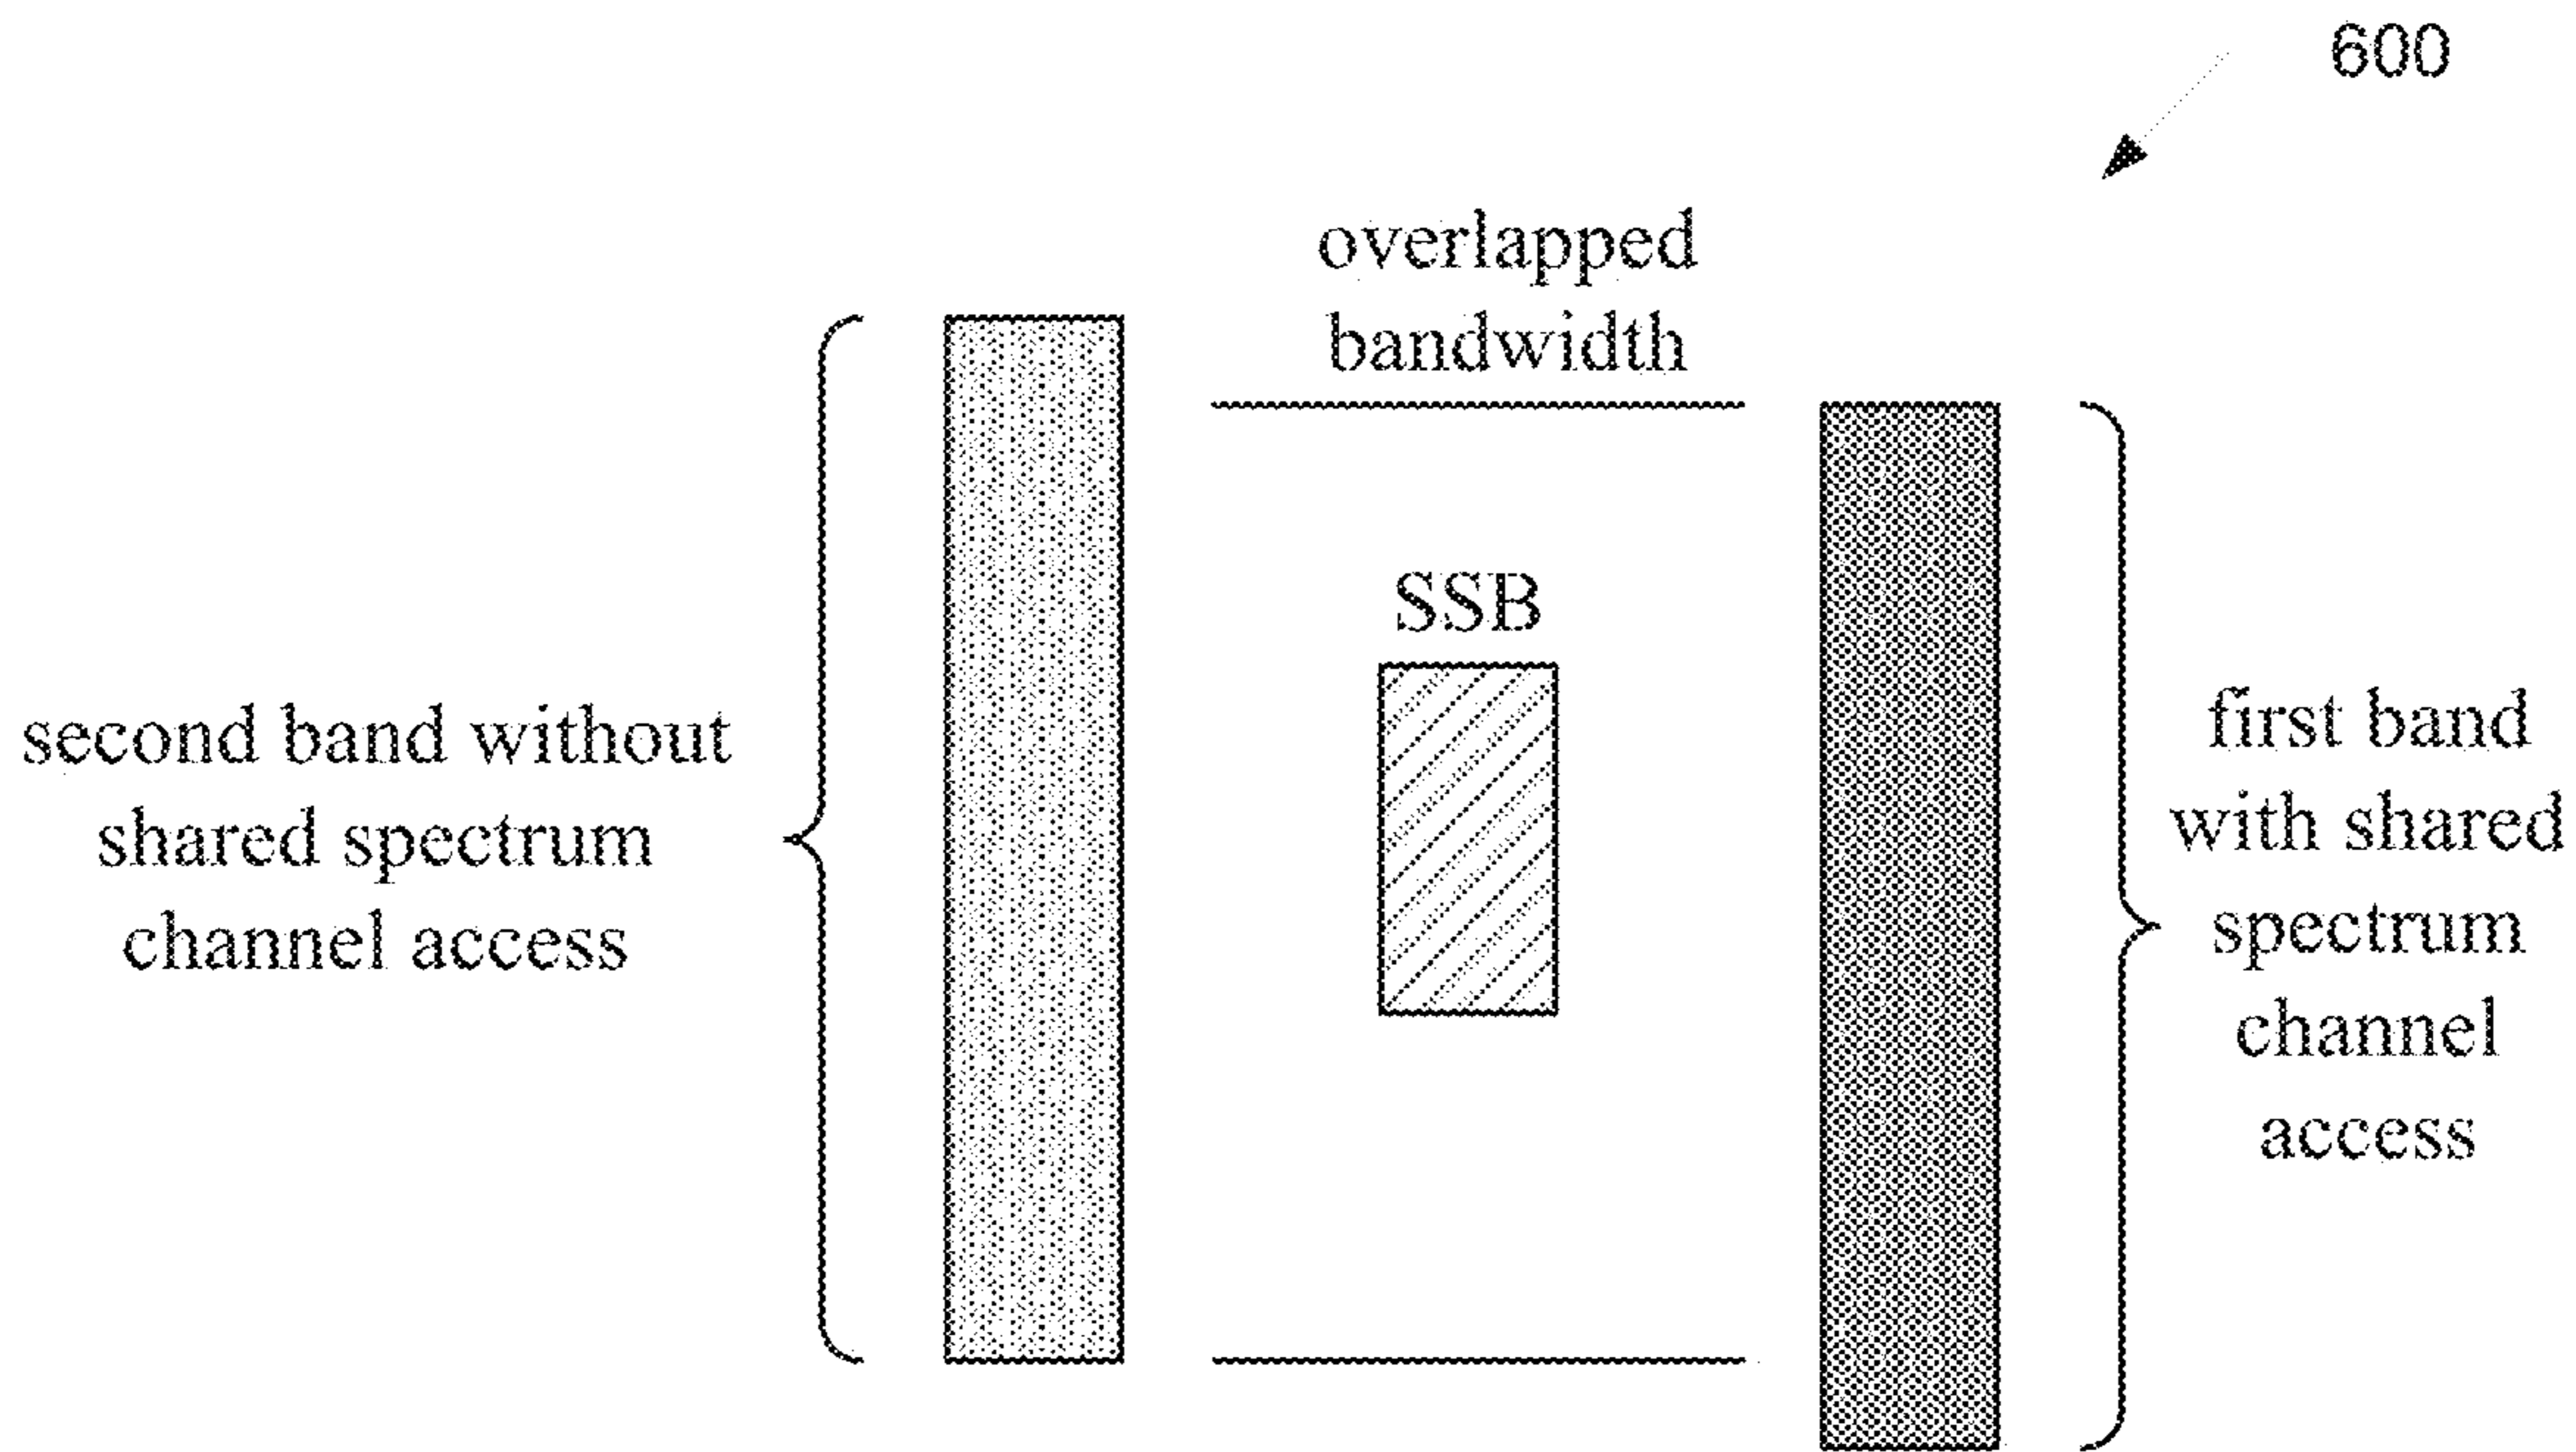 600
overlapped
bandwidth
SSB
second band without
shared spectrum
channel access
first band
with shared
spectrum
channel
access